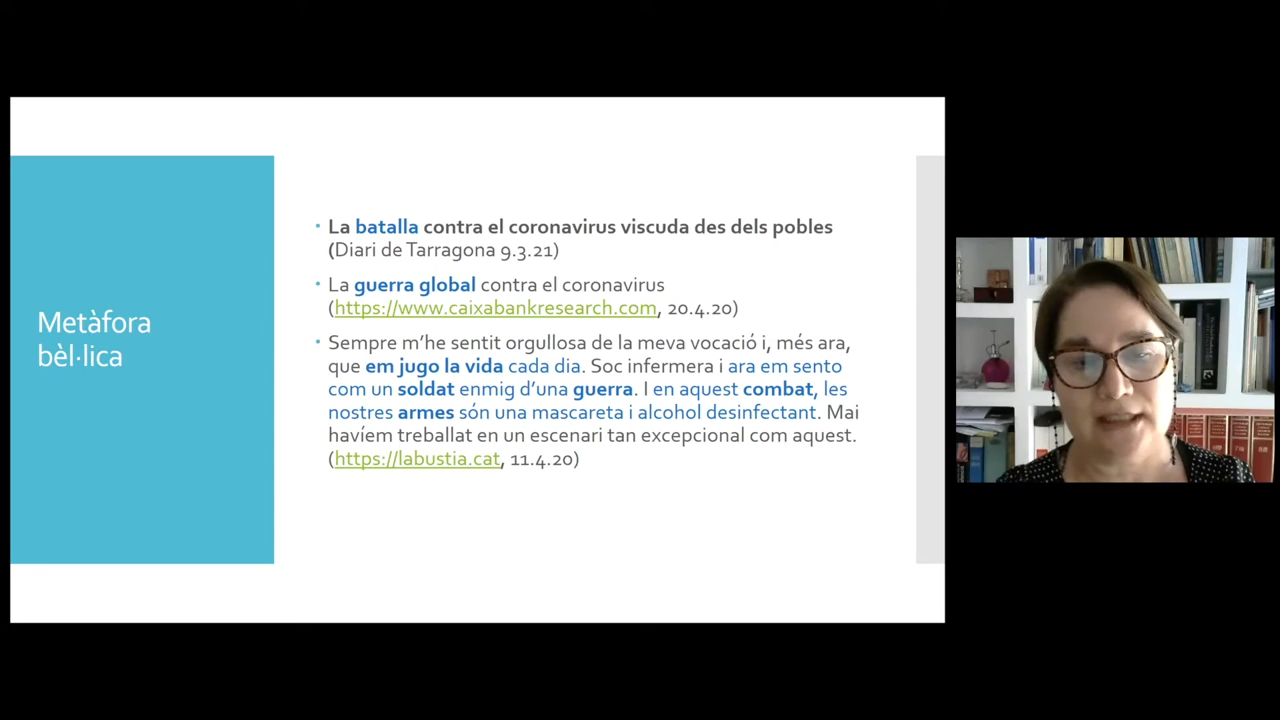 Metàfora
bèl·lica
• La batalla contra el coronavirus viscuda des dels pobles
(Diari de Tarragona 9.3.21)
• La guerra global contra el coronavirus
(https://www.caixabankresearch.com, 20.4.20)
• Sempre m’he sentit orgullosa de la meva vocació i, més ara,
que em jugo la vida cada dia. Soc infermera i ara em sento
com un soldat enmig d’una guerra. I en aquest combat, les
nostres armes són una mascareta i alcohol desinfectant. Mai
havíem treballat en un escenari tan excepcional com aquest.
(https://labustia.cat, 11.4.20)